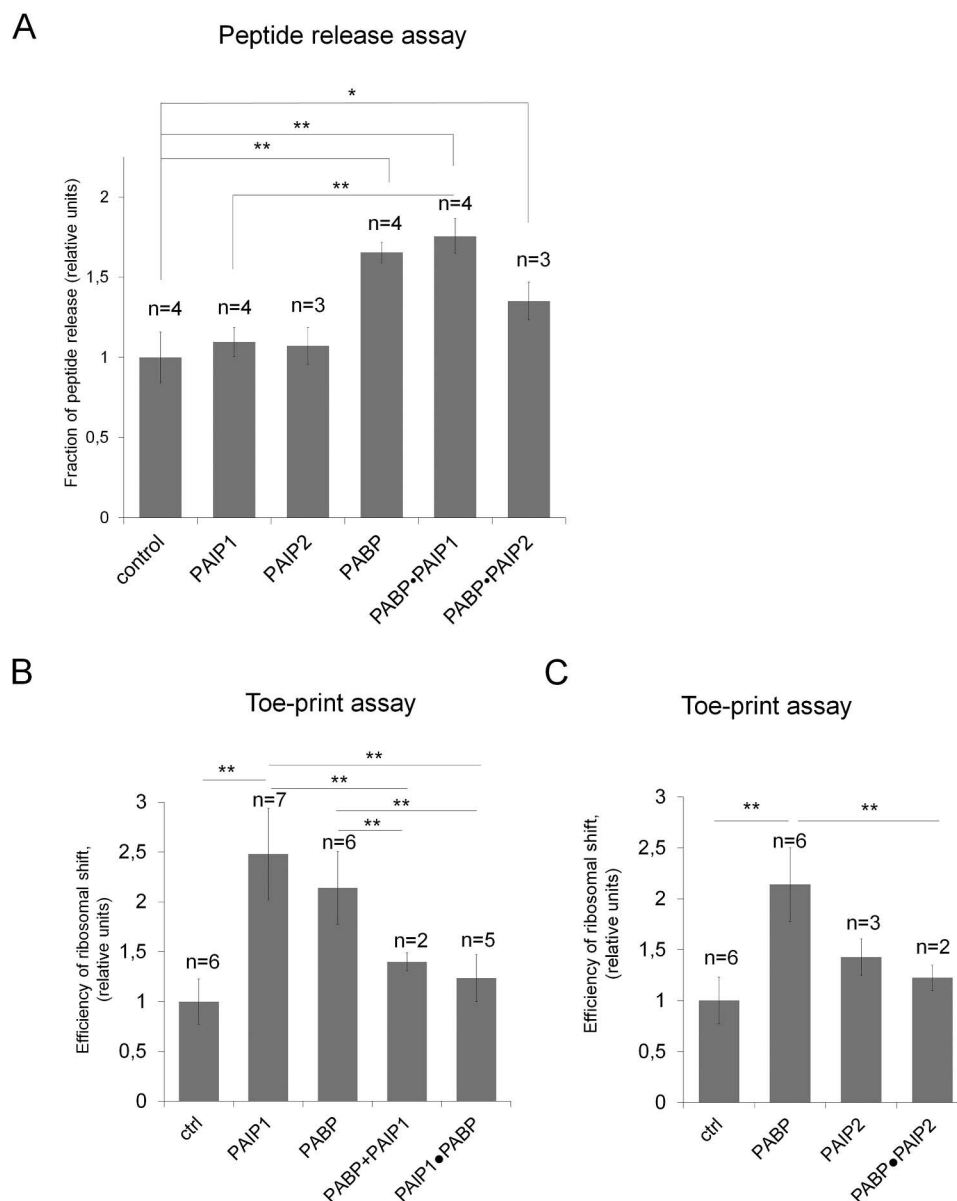 A
Peptide release assay
*
**
**
**
Fraction of peptide release (relative units)
2
1,5
1
0,5
0
n=4
n=4
n=3
n=4
n=4
n=3
control
PAIP1
PAIP2
PABP
PABP•PAIP1
PABP•PAIP2
B
Toe-print assay
**
**
**
**
**
Efficiency of ribosomal shift,
(relative units)
3
2,5
2
1,5
1
0,5
0
n=6
n=7
n=6
n=2
n=5
ctrl
PAIP1
PABP
PABP+PAIP1
PAIP1●PABP
C
Toe-print assay
**
**
Efficiency of ribosomal shift,
(relative units)
3
2,5
2
1,5
1
0,5
0
n=6
n=6
n=3
n=2
ctrl
PABP
PAIP2
PABP●PAIP2